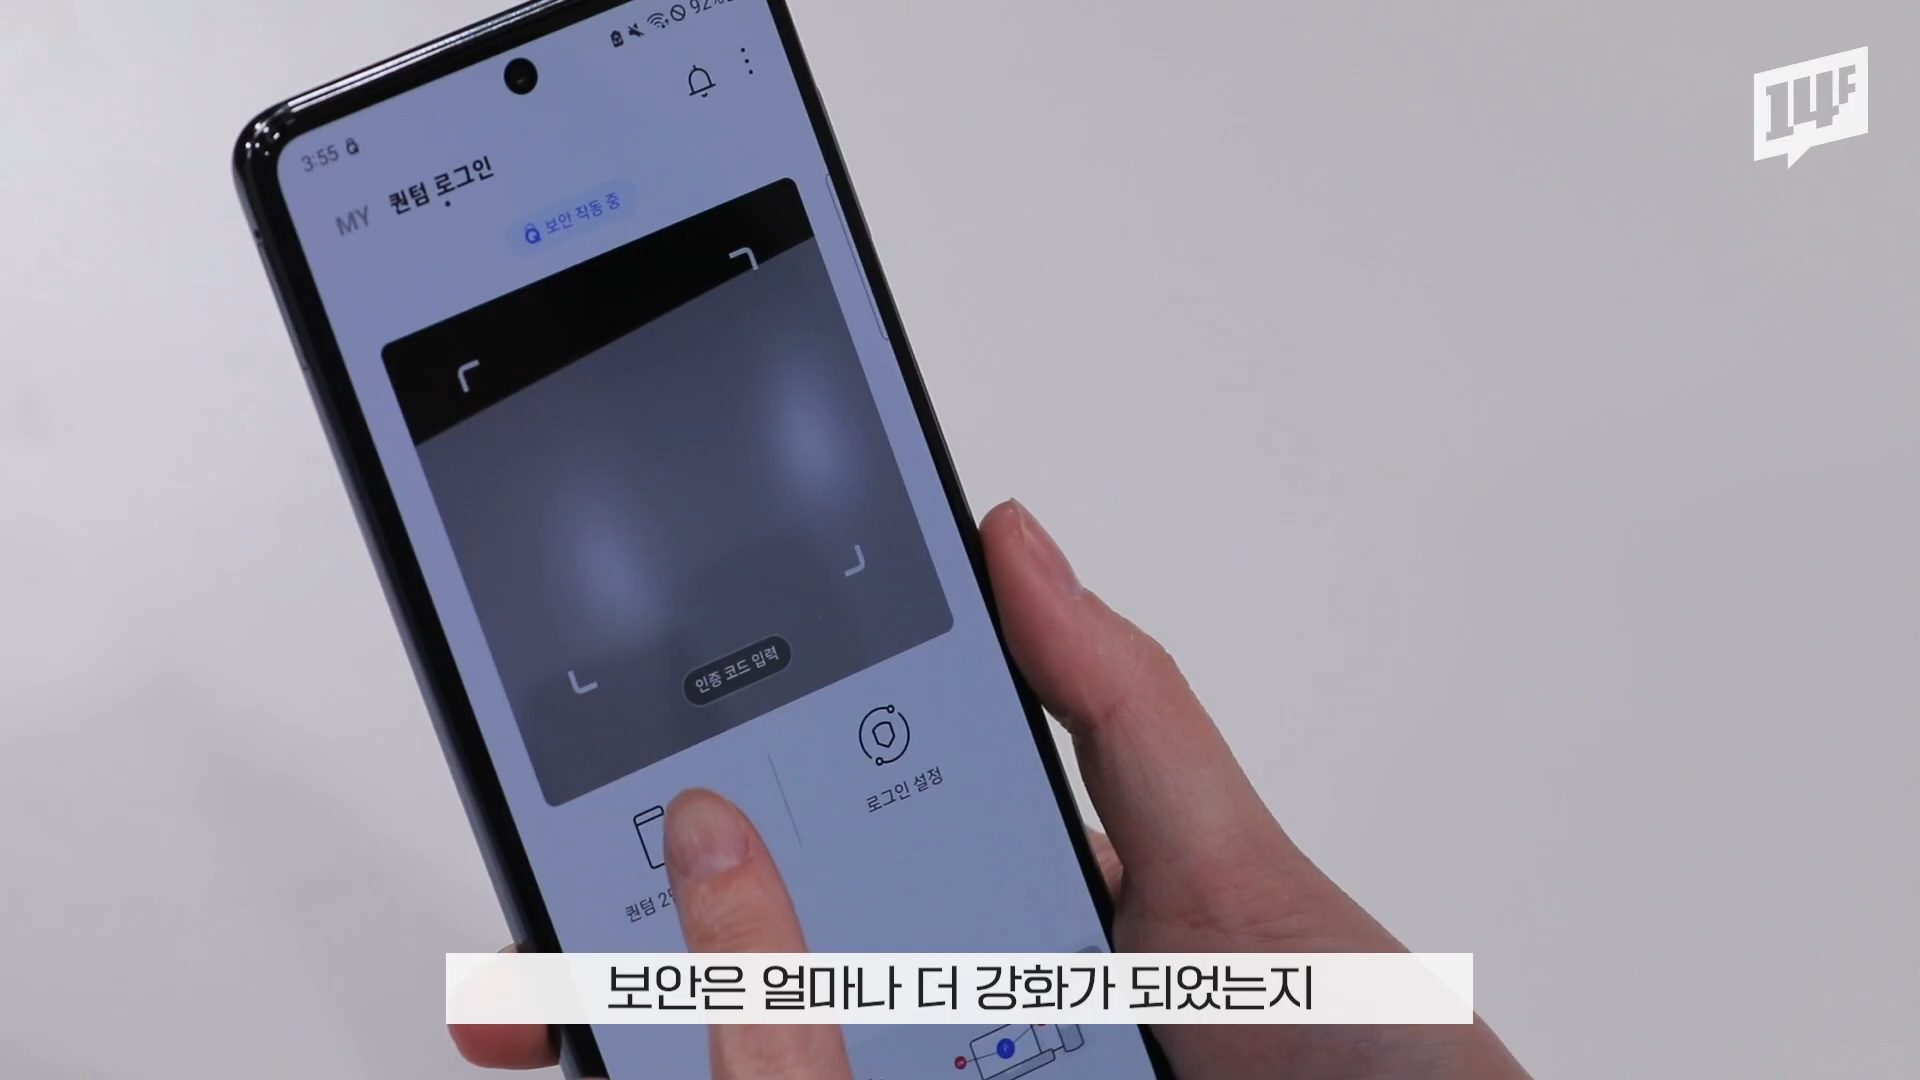 14F
92%
3:55
MY 퀀텀 로그인
보안 작동 중
인증 코드 입력
로그인 설정
퀀텀
보안은 얼마나 더 강화가 되었는지